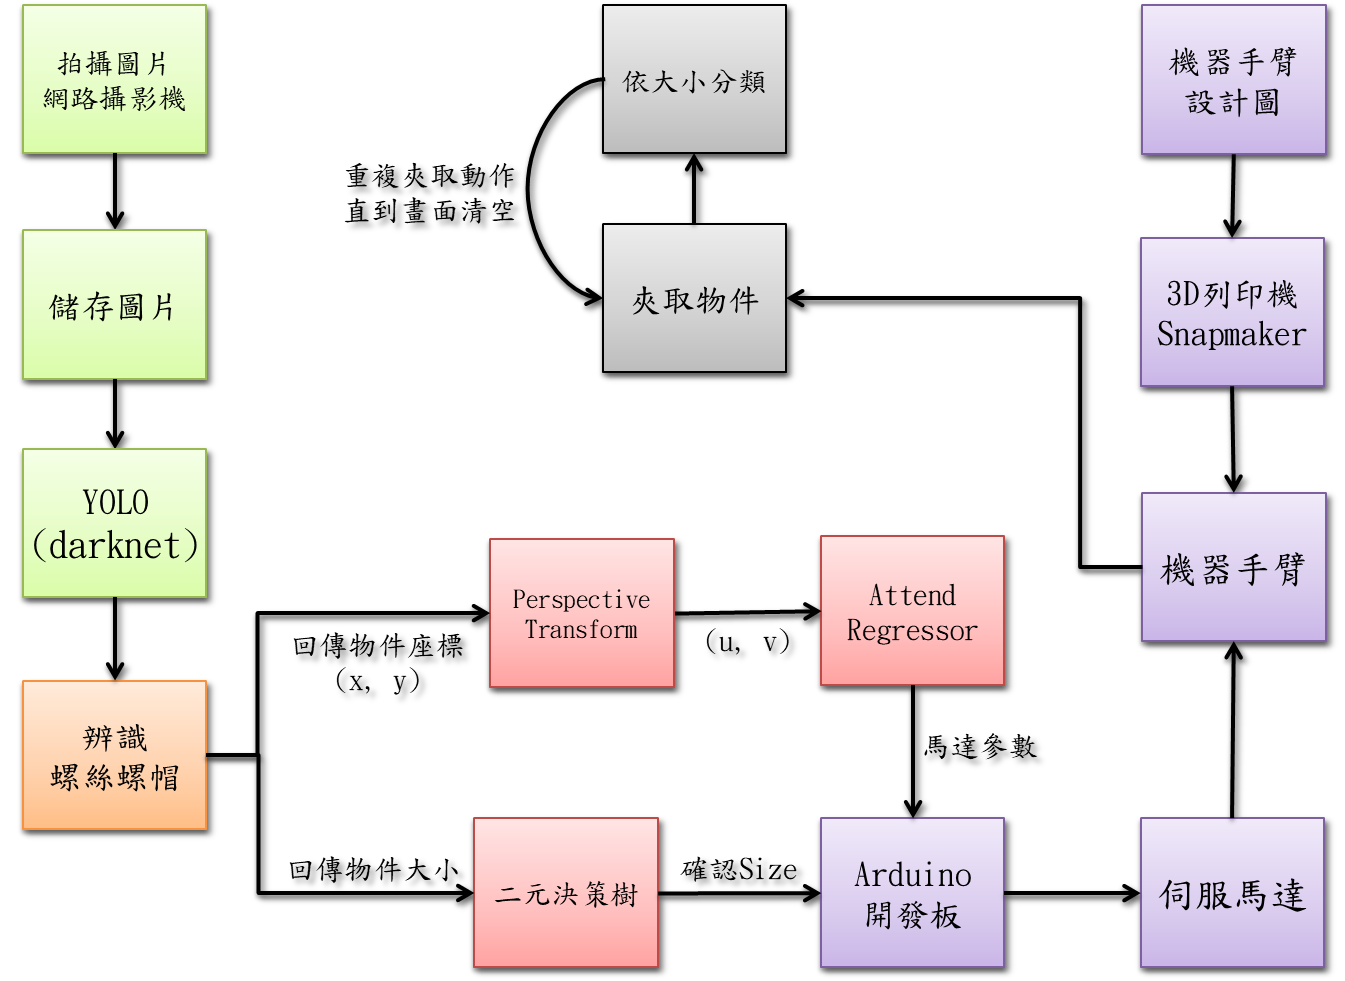 拍攝圖片
網路攝影機
儲存圖片
YOLO
(darknet)
辨識
螺絲螺帽
回傳物件座標
(x, y)
回傳物件大小
Perspective
Transform
(u, v)
Attend
Regressor
馬達參數
二元決策樹
確認Size
Arduino
開發板
伺服馬達
機器手臂
設計圖
3D列印機
Snapmaker
機器手臂
夾取物件
依大小分類
重複夾取動作
直到畫面清空